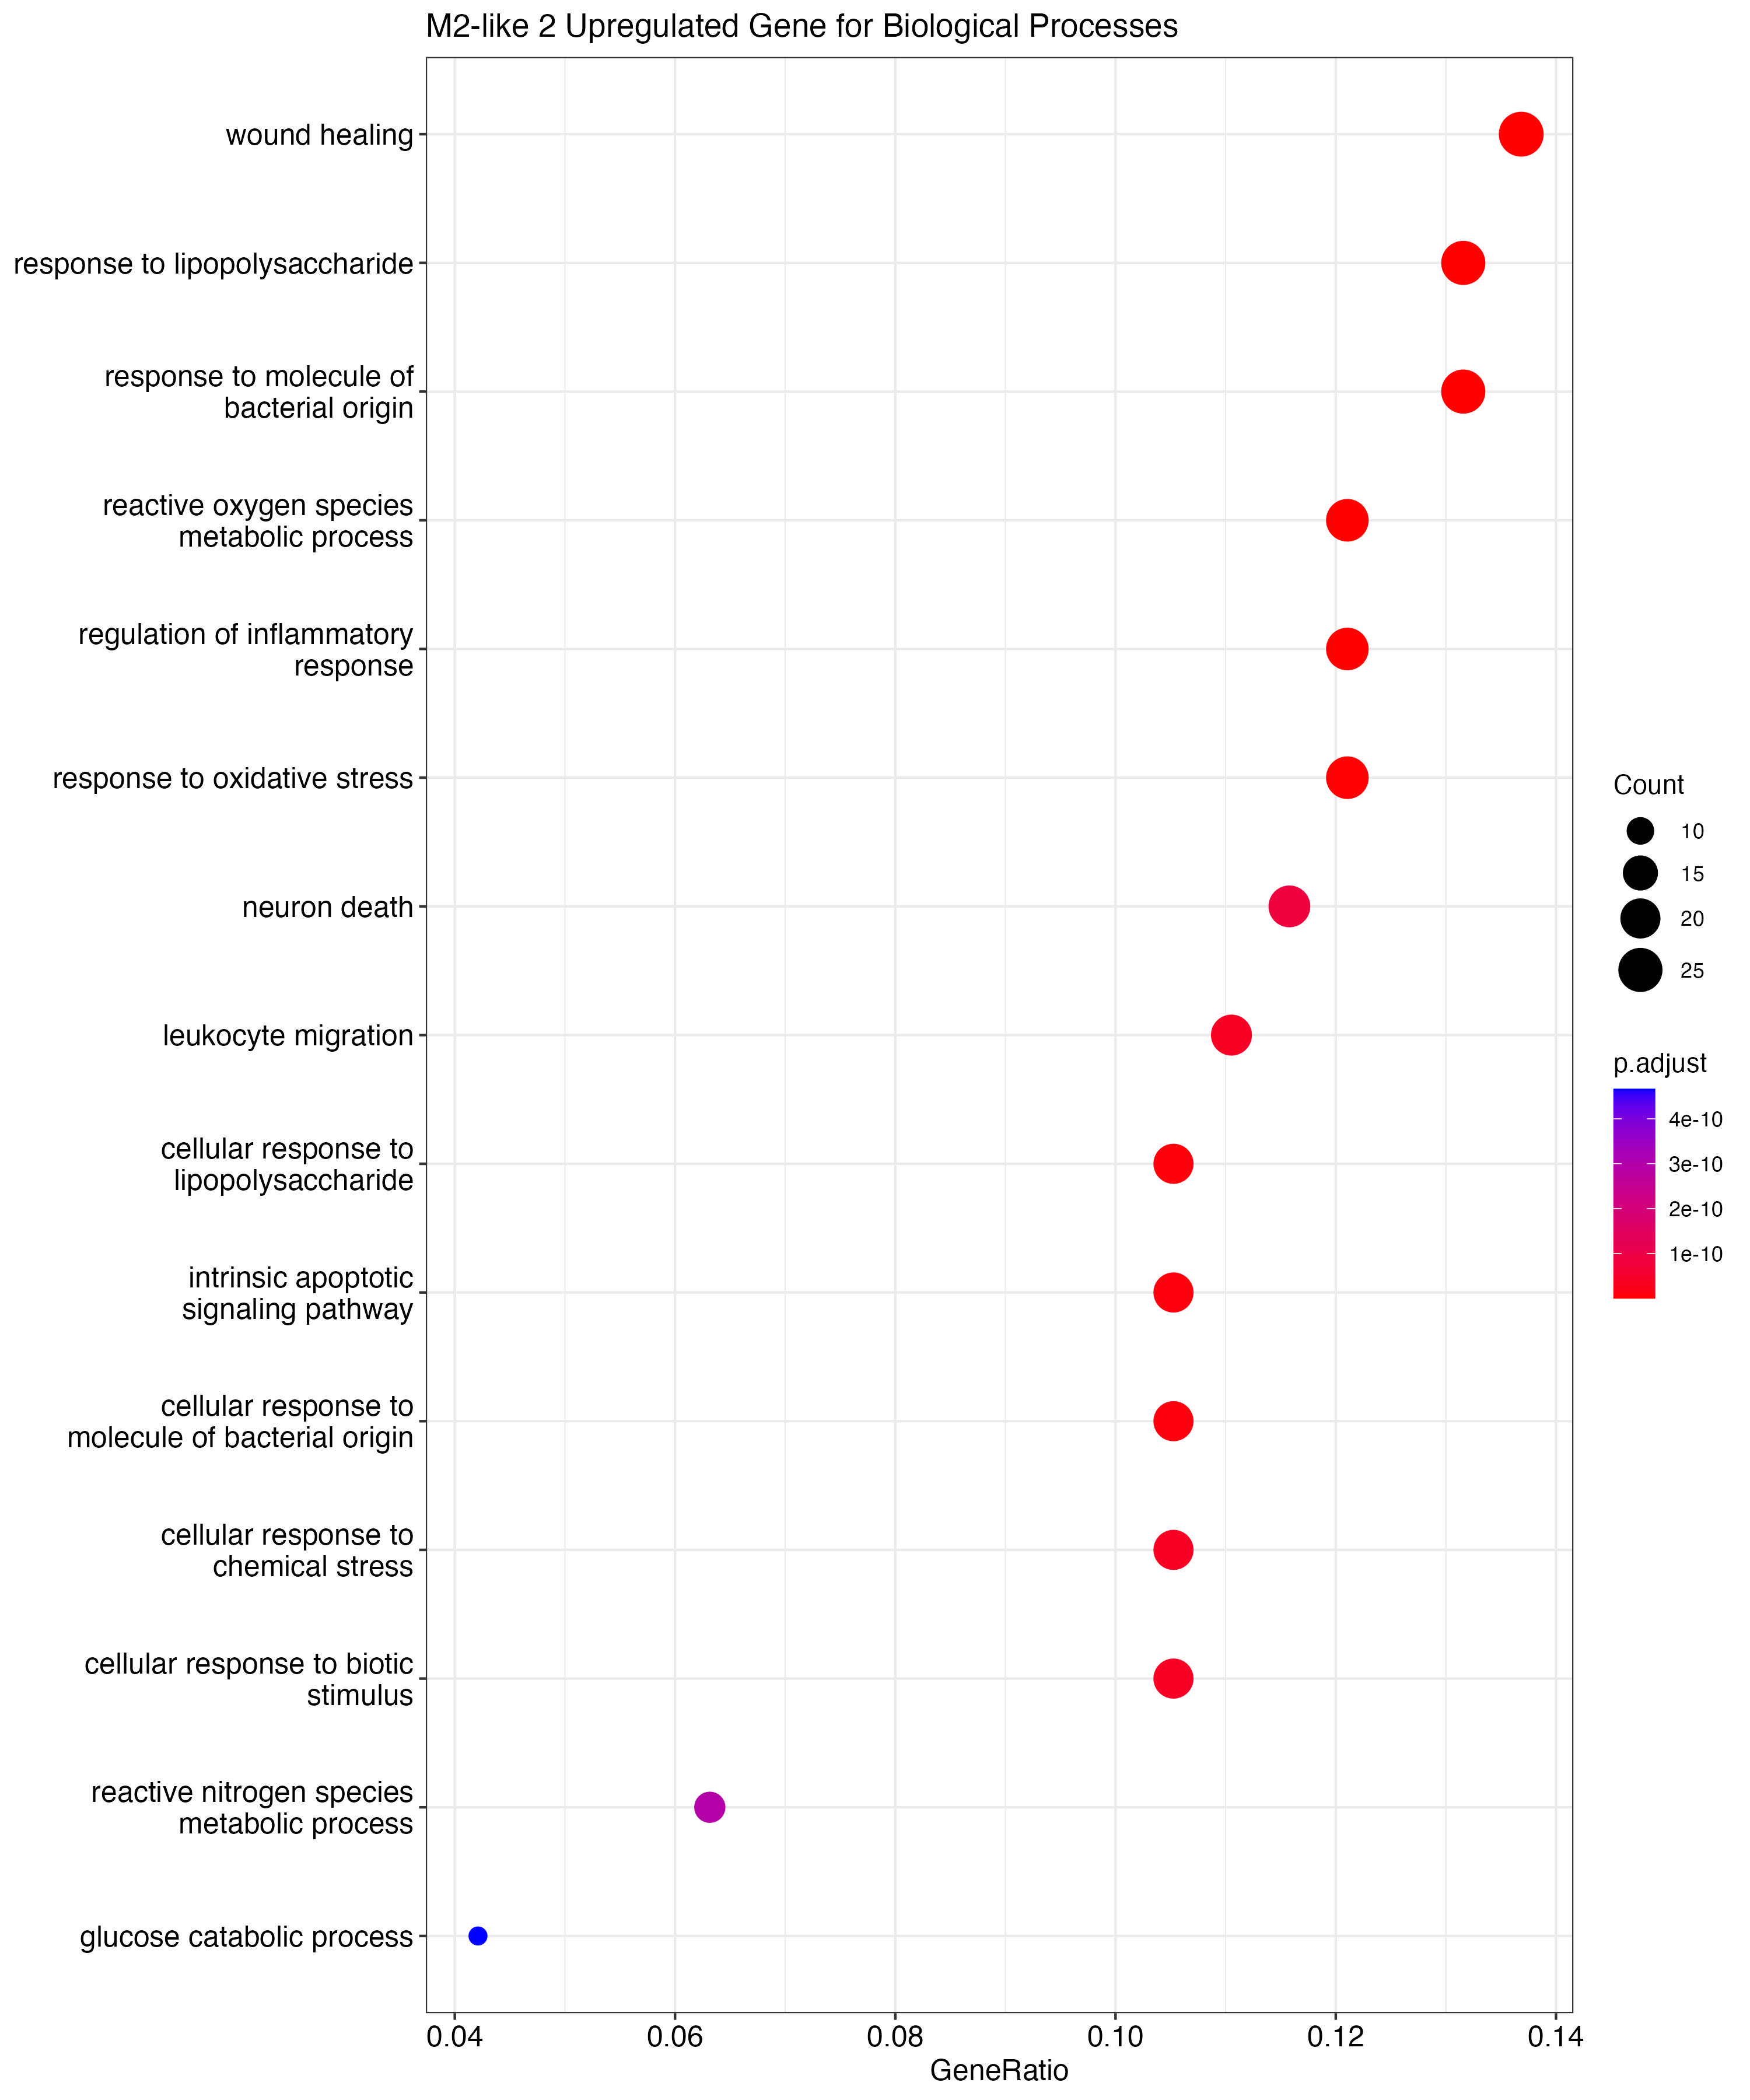 M2-like 2 Upregulated Gene for Biological Processes
wound healing
response to lipopolysaccharide
response to molecule of
bacterial origin
reactive oxygen species
metabolic process
regulation of inflammatory
response
response to oxidative stress
neuron death
leukocyte migration
cellular response to
lipopolysaccharide
intrinsic apoptotic
signaling pathway
cellular response to
molecule of bacterial origin
cellular response to
chemical stress
cellular response to biotic
stimulus
reactive nitrogen species
metabolic process
glucose catabolic process
0.04 0.06 0.08 0.10 0.12 0.14
GeneRatio
Count
10
15
20
25
p.adjust
4e-10
3e-10
2e-10
1e-10